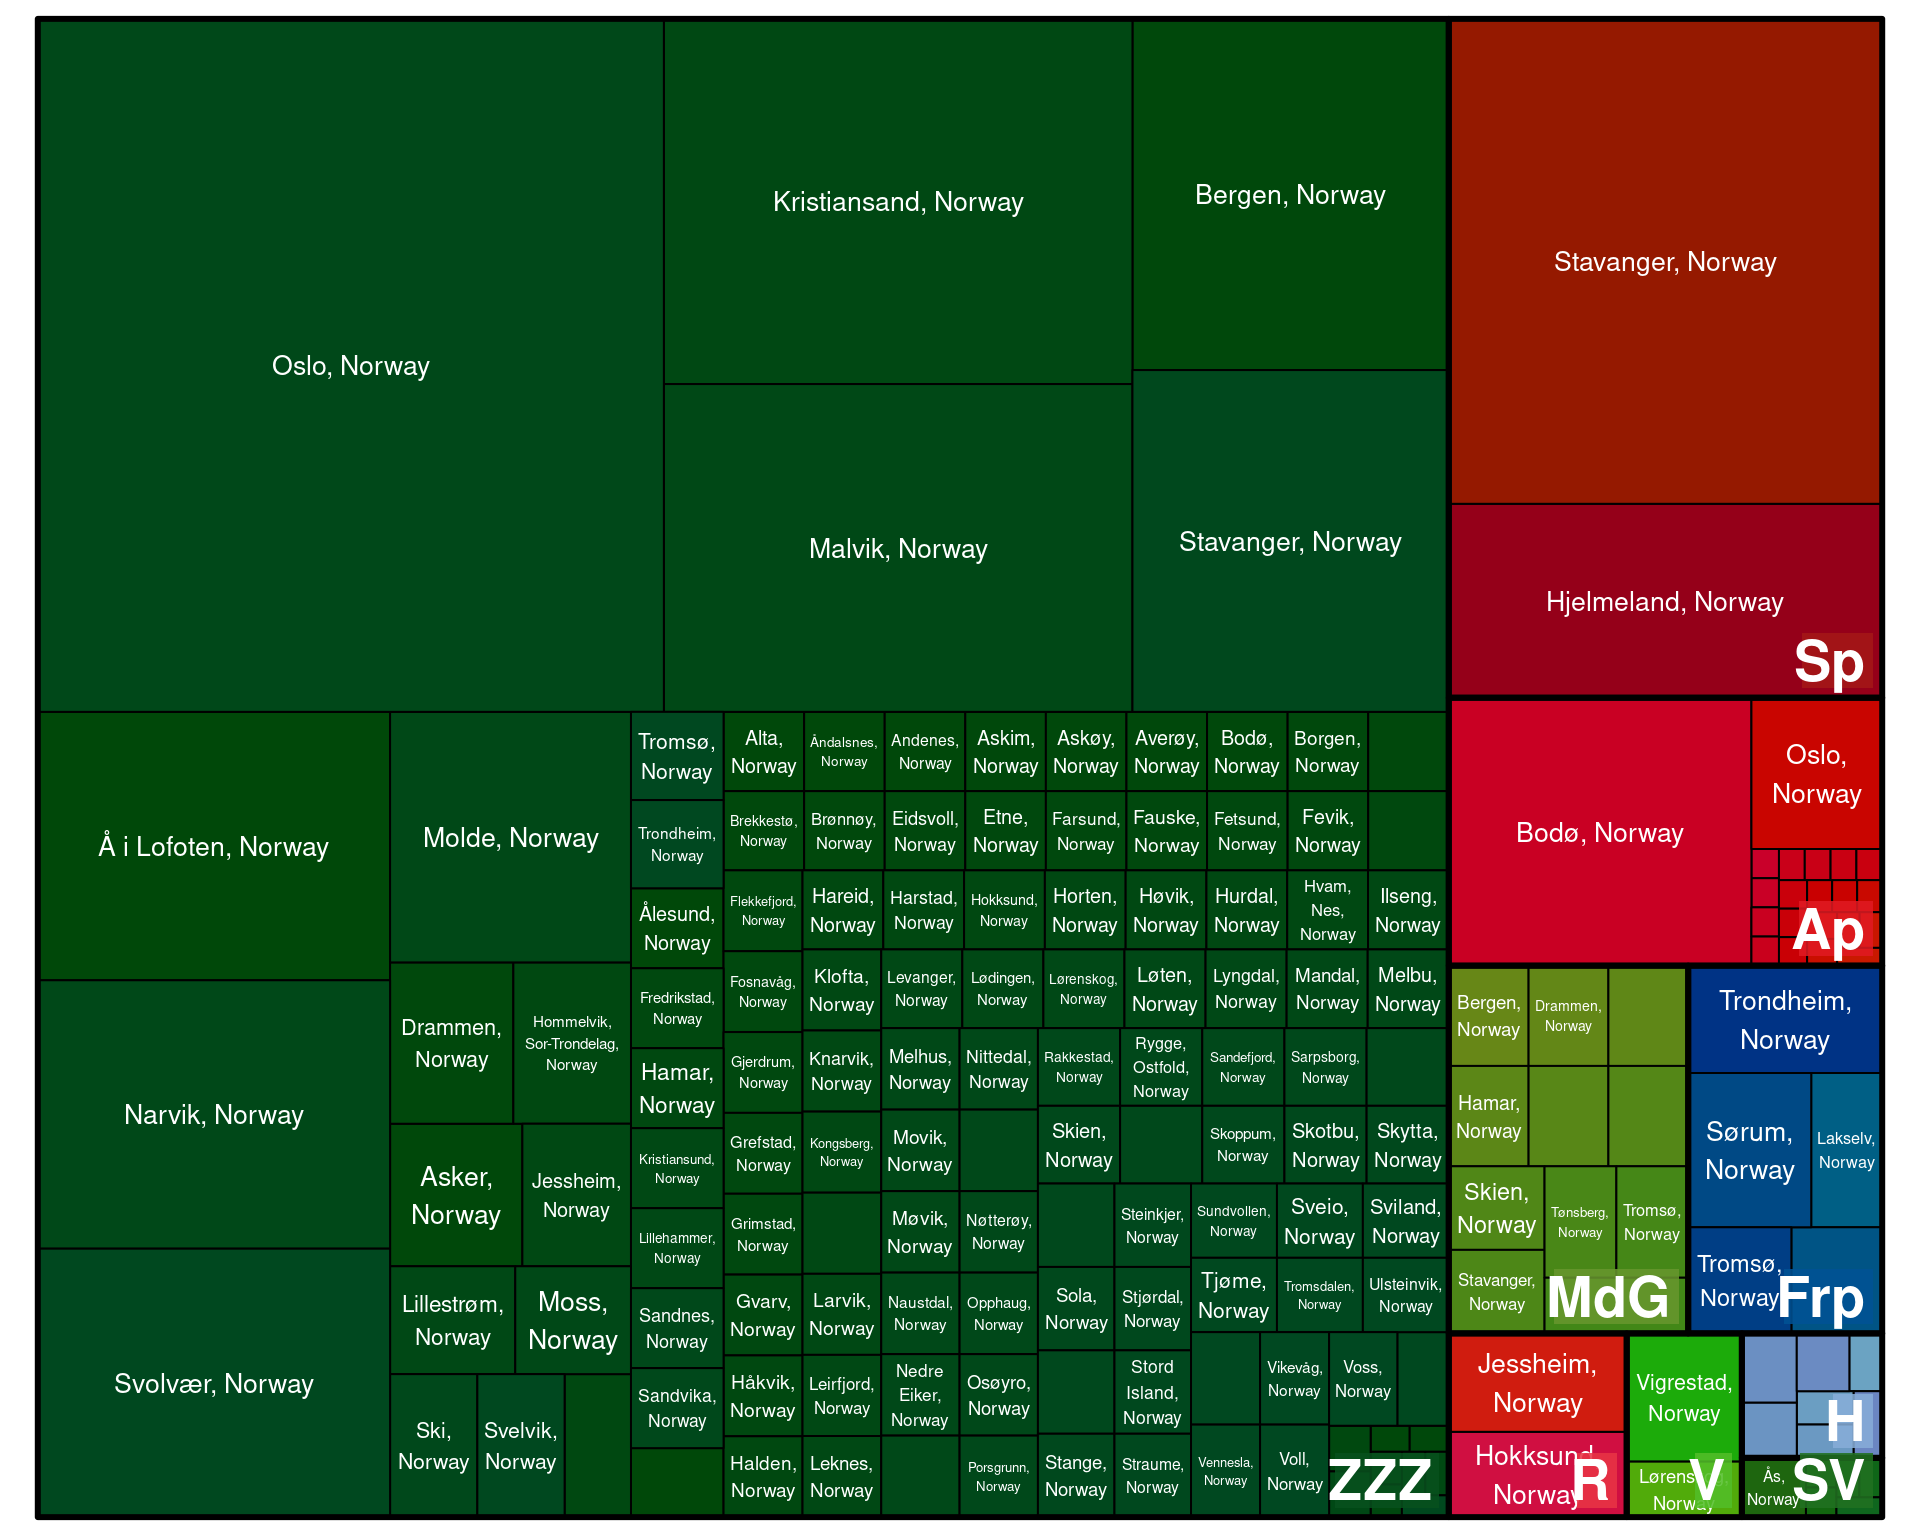 Oslo, Norway
Kristiansand, Norway
Bergen, Norway
Malvik, Norway
Stavanger, Norway
Å i Lofoten, Norway
Narvik, Norway
Svolvær, Norway
Molde, Norway
Drammen,
Norway
Hommelvik,
Sor-Trondelag,
Norway
Asker,
Norway
Jessheim,
Norway
Lillestrøm,
Norway
Moss,
Norway
Ski,
Norway
Svelvik,
Norway
Tromsø,
Norway
Trondheim,
Norway
Ålesund,
Norway
Fredrikstad,
Norway
Hamar,
Norway
Kristiansund,
Norway
Lillehammer,
Norway
Sandnes,
Norway
Sandvika,
Norway
Alta,
Norway
Åndalsnes,
Norway
Andenes,
Norway
Askim,
Norway
Askøy,
Norway
Averøy,
Norway
Bodø,
Norway
Borgen,
Norway
Brekkestø,
Norway
Brønnøy,
Norway
Eidsvoll,
Norway
Etne,
Norway
Farsund,
Norway
Fauske,
Norway
Fetsund,
Norway
Fevik,
Norway
Flekkefjord,
Norway
Hareid,
Norway
Harstad,
Norway
Hokksund,
Norway
Horten,
Norway
Høvik,
Norway
Hurdal,
Norway
Hvam,
Nes,
Norway
Ilseng,
Norway
Fosnavåg,
Norway
Klofta,
Norway
Levanger,
Norway
Lødingen,
Norway
Lørenskog,
Norway
Løten,
Norway
Lyngdal,
Norway
Mandal,
Norway
Melbu,
Norway
Gjerdrum,
Norway
Knarvik,
Norway
Melhus,
Norway
Nittedal,
Norway
Rakkestad,
Norway
Rygge,
Ostfold,
Norway
Sandefjord,
Norway
Sarpsborg,
Norway
Grefstad,
Norway
Kongsberg,
Norway
Movik,
Norway
Skien,
Norway
Skoppum,
Norway
Skotbu,
Norway
Skytta,
Norway
Grimstad,
Norway
Møvik,
Norway
Nøtterøy,
Norway
Steinkjer,
Norway
Sundvollen,
Norway
Sveio,
Norway
Sviland,
Norway
Gvarv,
Norway
Larvik,
Norway
Naustdal,
Norway
Opphaug,
Norway
Sola,
Norway
Stjørdal,
Norway
Tjøme,
Norway
Tromsdalen,
Norway
Ulsteinvik,
Norway
Håkvik,
Norway
Leirfjord,
Norway
Nedre
Eiker,
Norway
Osøyro,
Norway
Stord
Island,
Norway
Vikevåg,
Norway
Voss,
Norway
Halden,
Norway
Leknes,
Norway
Porsgrunn,
Norway
Stange,
Norway
Straume,
Norway
Vennesla,
Norway
Voll,
Norway
ZZZ
Stavanger, Norway
Hjelmeland, Norway
Sp
Bodø, Norway
Oslo,
Norway
Ap
Bergen,
Norway
Drammen,
Norway
Hamar,
Norway
Skien,
Norway
Tønsberg,
Norway
Tromsø,
Norway
Stavanger,
Norway
MdG
Trondheim,
Norway
Sørum,
Norway
Lakselv,
Norway
Tromsø,
Norway
Frp
Jessheim,
Norway
Hokksund,
Norway
R
Vigrestad,
Norway
Norway
V
H
Ås,
Norway
SV